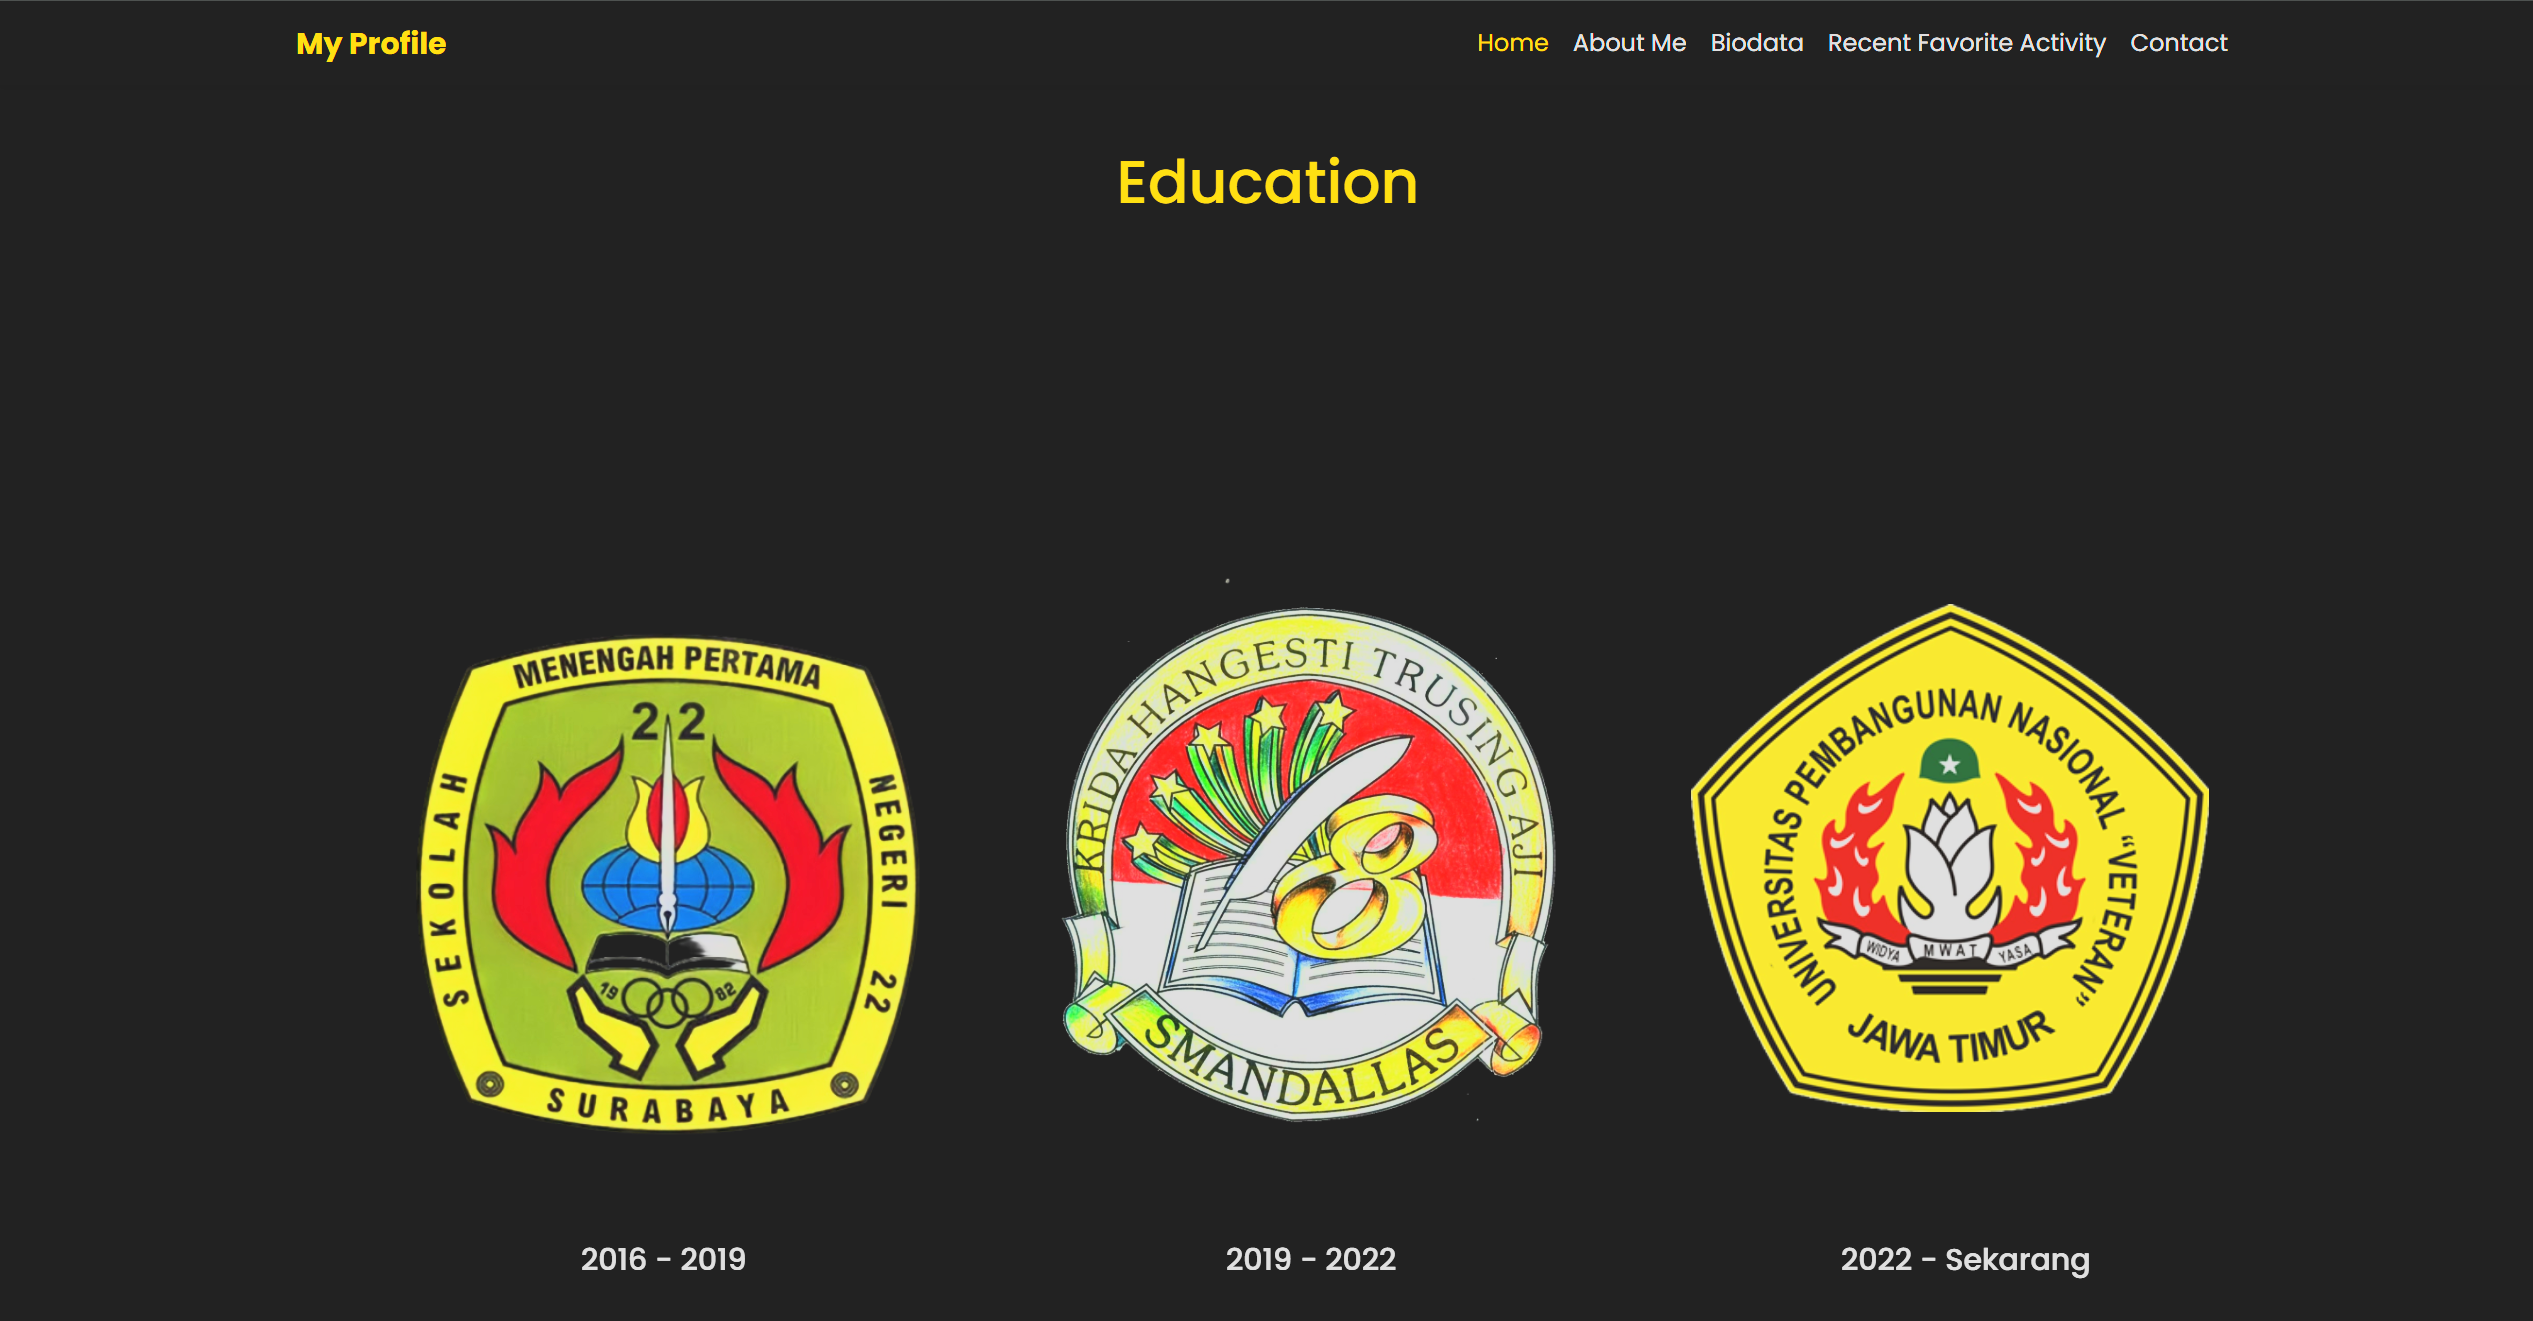 My Profile
Home About Me Biodata Recent Favorite Activity Contact
Education
SEKOLAH
MENENGAH PERTAMA
NEGERI 22
22
19 82
SURABAYA
KRIDA HANGESTI TRUSING AJI
8
SMANDALLAS
UNIVERSITAS PEMBANGUNAN NASIONAL “VETERAN”
WIDYA MWAT YASA
JAWA TIMUR
2016 - 2019
2019 - 2022
2022 - Sekarang